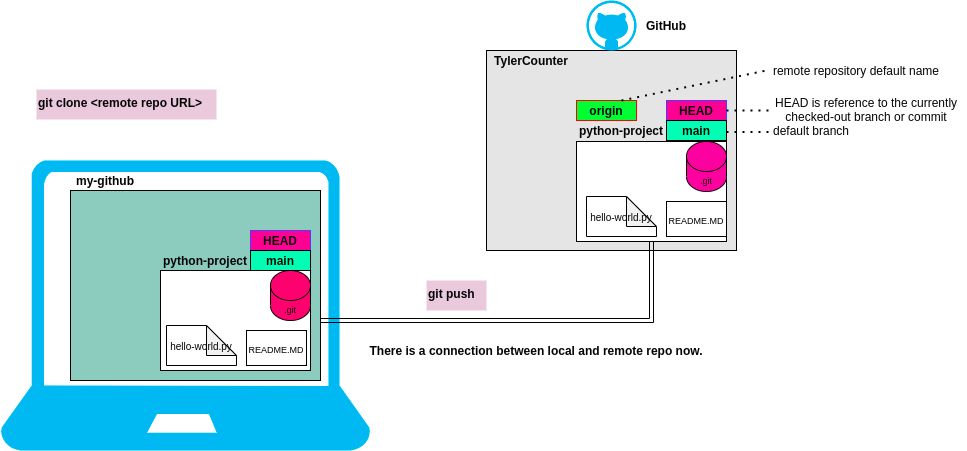 GitHub
TylerCounter
remote repository default name
git clone <remote repo URL>
origin
HEAD
HEAD is reference to the currently
checked-out branch or commit
python-project
main
default branch
.git
my-github
hello-world.py
README.MD
HEAD
python-project
main
.git
git push
hello-world.py
README.MD
There is a connection between local and remote repo now.